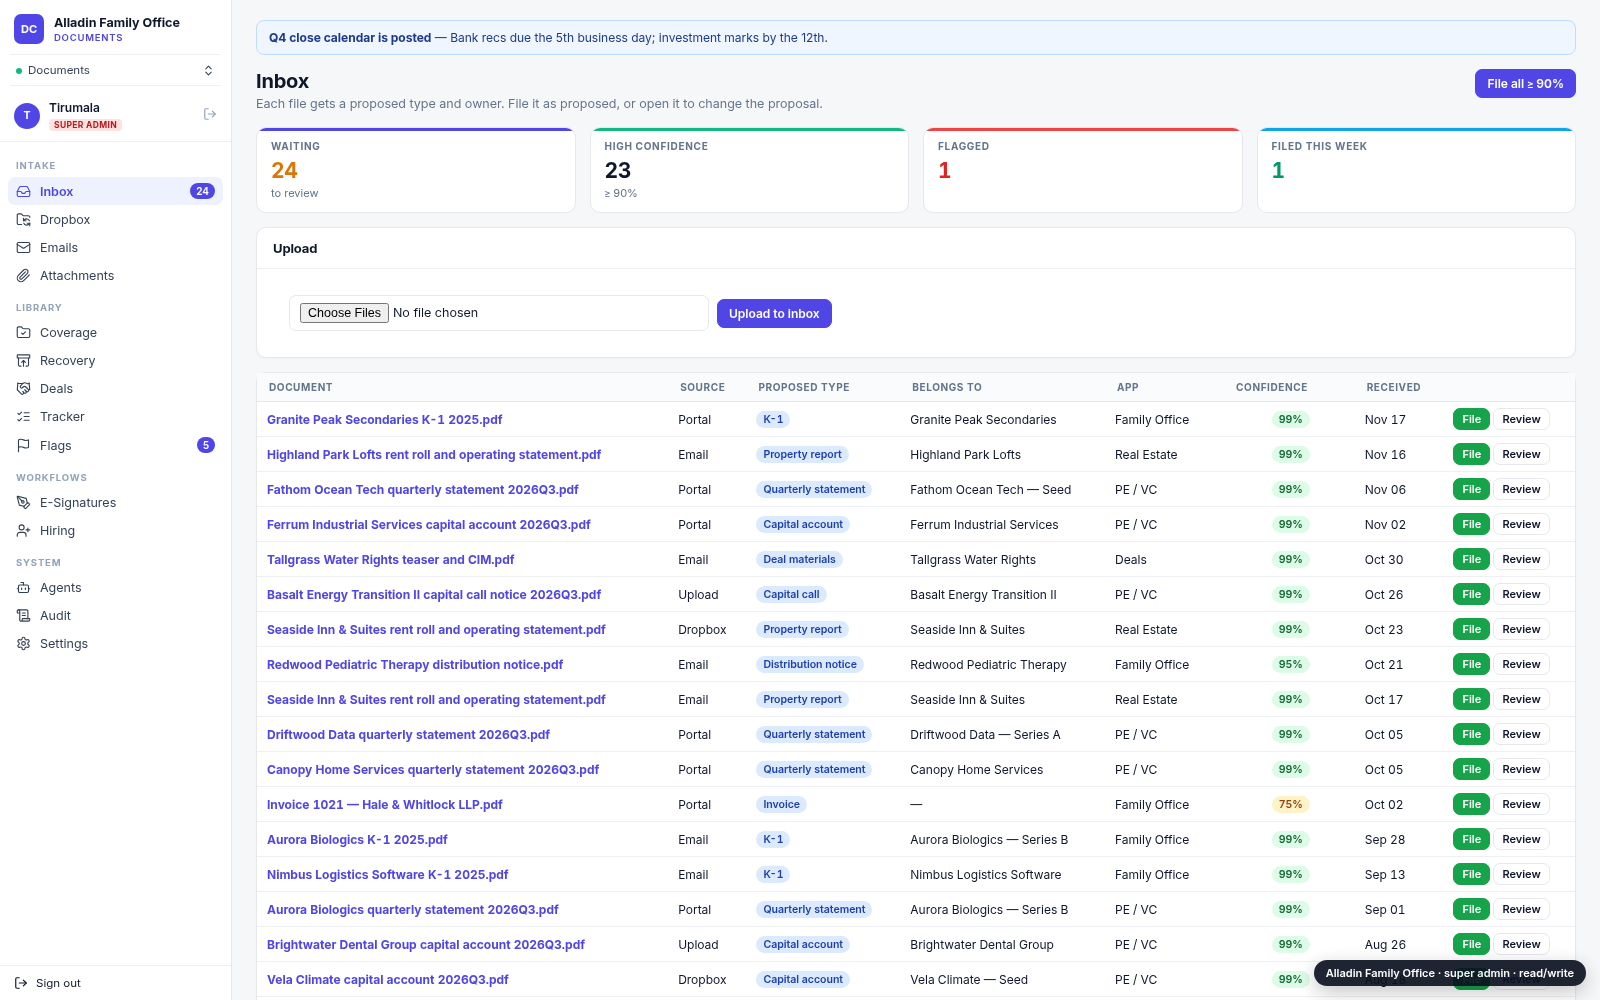 DC
Alladin Family Office
DOCUMENTS
Documents
T
Tirumala
SUPER ADMIN
INTAKE
Inbox 24
Dropbox
Emails
Attachments
LIBRARY
Coverage
Recovery
Deals
Tracker
Flags 5
WORKFLOWS
E-Signatures
Hiring
SYSTEM
Agents
Audit
Settings
Sign out
Q4 close calendar is posted — Bank recs due the 5th business day; investment marks by the 12th.
Inbox
Each file gets a proposed type and owner. File it as proposed, or open it to change the proposal.
File all ≥ 90%
WAITING
24
to review
HIGH CONFIDENCE
23
≥ 90%
FLAGGED
1
FILED THIS WEEK
1
Upload
Choose Files No file chosen
Upload to inbox
DOCUMENT SOURCE PROPOSED TYPE BELONGS TO APP CONFIDENCE RECEIVED
Granite Peak Secondaries K-1 2025.pdf Portal K-1 Granite Peak Secondaries Family Office 99% Nov 17 File Review
Highland Park Lofts rent roll and operating statement.pdf Email Property report Highland Park Lofts Real Estate 99% Nov 16 File Review
Fathom Ocean Tech quarterly statement 2026Q3.pdf Portal Quarterly statement Fathom Ocean Tech — Seed PE / VC 99% Nov 06 File Review
Ferrum Industrial Services capital account 2026Q3.pdf Portal Capital account Ferrum Industrial Services PE / VC 99% Nov 02 File Review
Tallgrass Water Rights teaser and CIM.pdf Email Deal materials Tallgrass Water Rights Deals 99% Oct 30 File Review
Basalt Energy Transition II capital call notice 2026Q3.pdf Upload Capital call Basalt Energy Transition II PE / VC 99% Oct 26 File Review
Seaside Inn & Suites rent roll and operating statement.pdf Dropbox Property report Seaside Inn & Suites Real Estate 99% Oct 23 File Review
Redwood Pediatric Therapy distribution notice.pdf Email Distribution notice Redwood Pediatric Therapy Family Office 95% Oct 21 File Review
Seaside Inn & Suites rent roll and operating statement.pdf Email Property report Seaside Inn & Suites Real Estate 99% Oct 17 File Review
Driftwood Data quarterly statement 2026Q3.pdf Portal Quarterly statement Driftwood Data — Series A PE / VC 99% Oct 05 File Review
Canopy Home Services quarterly statement 2026Q3.pdf Portal Quarterly statement Canopy Home Services PE / VC 99% Oct 05 File Review
Invoice 1021 — Hale & Whitlock LLP.pdf Portal Invoice — Family Office 75% Oct 02 File Review
Aurora Biologics K-1 2025.pdf Email K-1 Aurora Biologics — Series B Family Office 99% Sep 28 File Review
Nimbus Logistics Software K-1 2025.pdf Email K-1 Nimbus Logistics Software Family Office 99% Sep 13 File Review
Aurora Biologics quarterly statement 2026Q3.pdf Portal Quarterly statement Aurora Biologics — Series B PE / VC 99% Sep 01 File Review
Brightwater Dental Group capital account 2026Q3.pdf Upload Capital account Brightwater Dental Group PE / VC 99% Aug 26 File Review
Vela Climate capital account 2026Q3.pdf Dropbox Capital account Vela Climate — Seed PE / VC 99%
Alladin Family Office · super admin · read/write